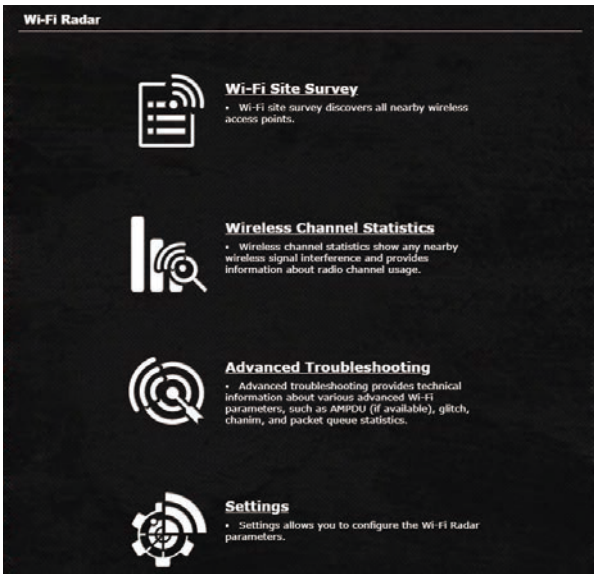 Wi-Fi Radar
Wi-Fi Site Survey
• Wi-Fi site survey discovers all nearby wireless
access points.
Wireless Channel Statistics
• Wireless channel statistics show any nearby
wireless signal interference and provides
information about radio channel usage.
Advanced Troubleshooting
• Advanced troubleshooting provides technical
information about various advanced Wi-Fi
parameters, such as AMPDU (if available), glitch,
chanim, and packet queue statistics.
Settings
• Settings allows you to configure the Wi-Fi Radar
parameters.